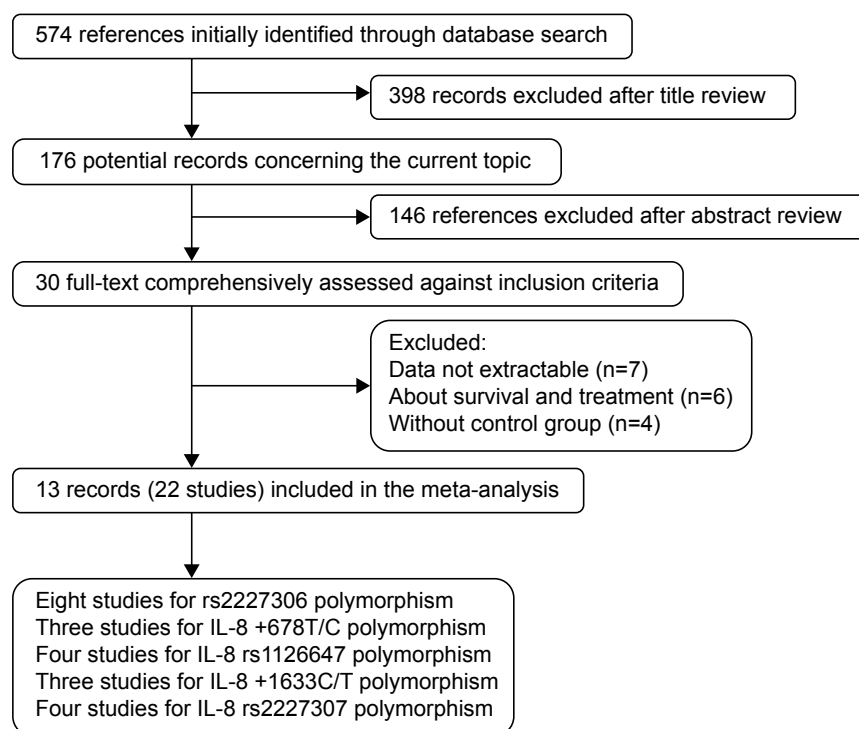 574 references initially identified through database search
398 records excluded after title review
176 potential records concerning the current topic
146 references excluded after abstract review
30 full-text comprehensively assessed against inclusion criteria
Excluded:
Data not extractable (n=7)
About survival and treatment (n=6)
Without control group (n=4)
13 records (22 studies) included in the meta-analysis
Eight studies for rs2227306 polymorphism
Three studies for IL-8 +678T/C polymorphism
Four studies for IL-8 rs1126647 polymorphism
Three studies for IL-8 +1633C/T polymorphism
Four studies for IL-8 rs2227307 polymorphism